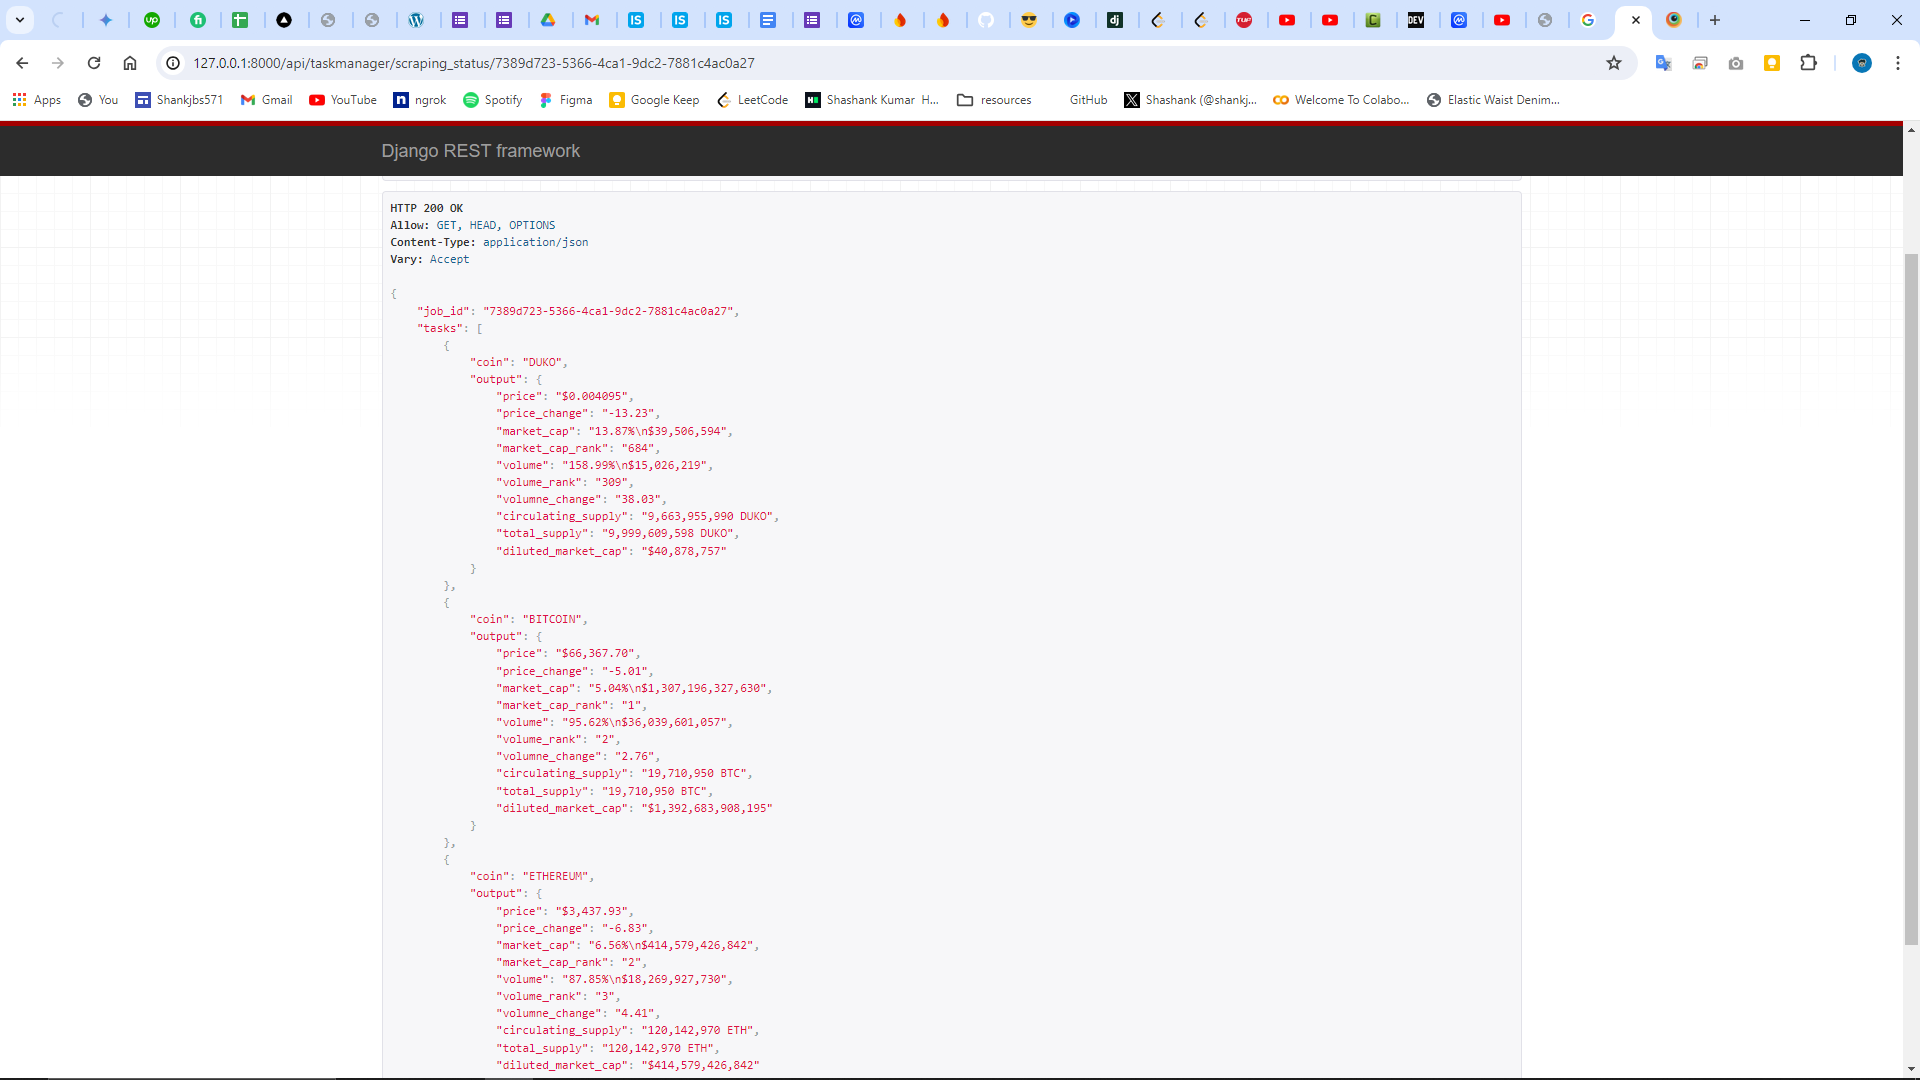 127.0.0.1:8000/api/taskmanager/scraping_status/7389d723-5366-4ca1-9dc2-7881c4ac0a27
Apps You Shankjbs571 Gmail YouTube ngrok Spotify Figma Google Keep LeetCode Shashank Kumar H... resources GitHub Shashank (@shankj... Welcome To Colabo... Elastic Waist Denim...
Django REST framework
HTTP 200 OK
Allow: GET, HEAD, OPTIONS
Content-Type: application/json
Vary: Accept
{
"job_id": "7389d723-5366-4ca1-9dc2-7881c4ac0a27",
"tasks": [
{
"coin": "DUKO",
"output": {
"price": "$0.004095",
"price_change": "-13.23",
"market_cap": "13.87%\n$39,506,594",
"market_cap_rank": "684",
"volume": "158.99%\n$15,026,219",
"volume_rank": "309",
"volumne_change": "38.03",
"circulating_supply": "9,663,955,990 DUKO",
"total_supply": "9,999,609,598 DUKO",
"diluted_market_cap": "$40,878,757"
}
},
{
"coin": "BITCOIN",
"output": {
"price": "$66,367.70",
"price_change": "-5.01",
"market_cap": "5.04%\n$1,307,196,327,630",
"market_cap_rank": "1",
"volume": "95.62%\n$36,039,601,057",
"volume_rank": "2",
"volumne_change": "2.76",
"circulating_supply": "19,710,950 BTC",
"total_supply": "19,710,950 BTC",
"diluted_market_cap": "$1,392,683,908,195"
}
},
{
"coin": "ETHEREUM",
"output": {
"price": "$3,437.93",
"price_change": "-6.83",
"market_cap": "6.56%\n$414,579,426,842",
"market_cap_rank": "2",
"volume": "87.85%\n$18,269,927,730",
"volume_rank": "3",
"volumne_change": "4.41",
"circulating_supply": "120,142,970 ETH",
"total_supply": "120,142,970 ETH",
"diluted_market_cap": "$414,579,426,842"